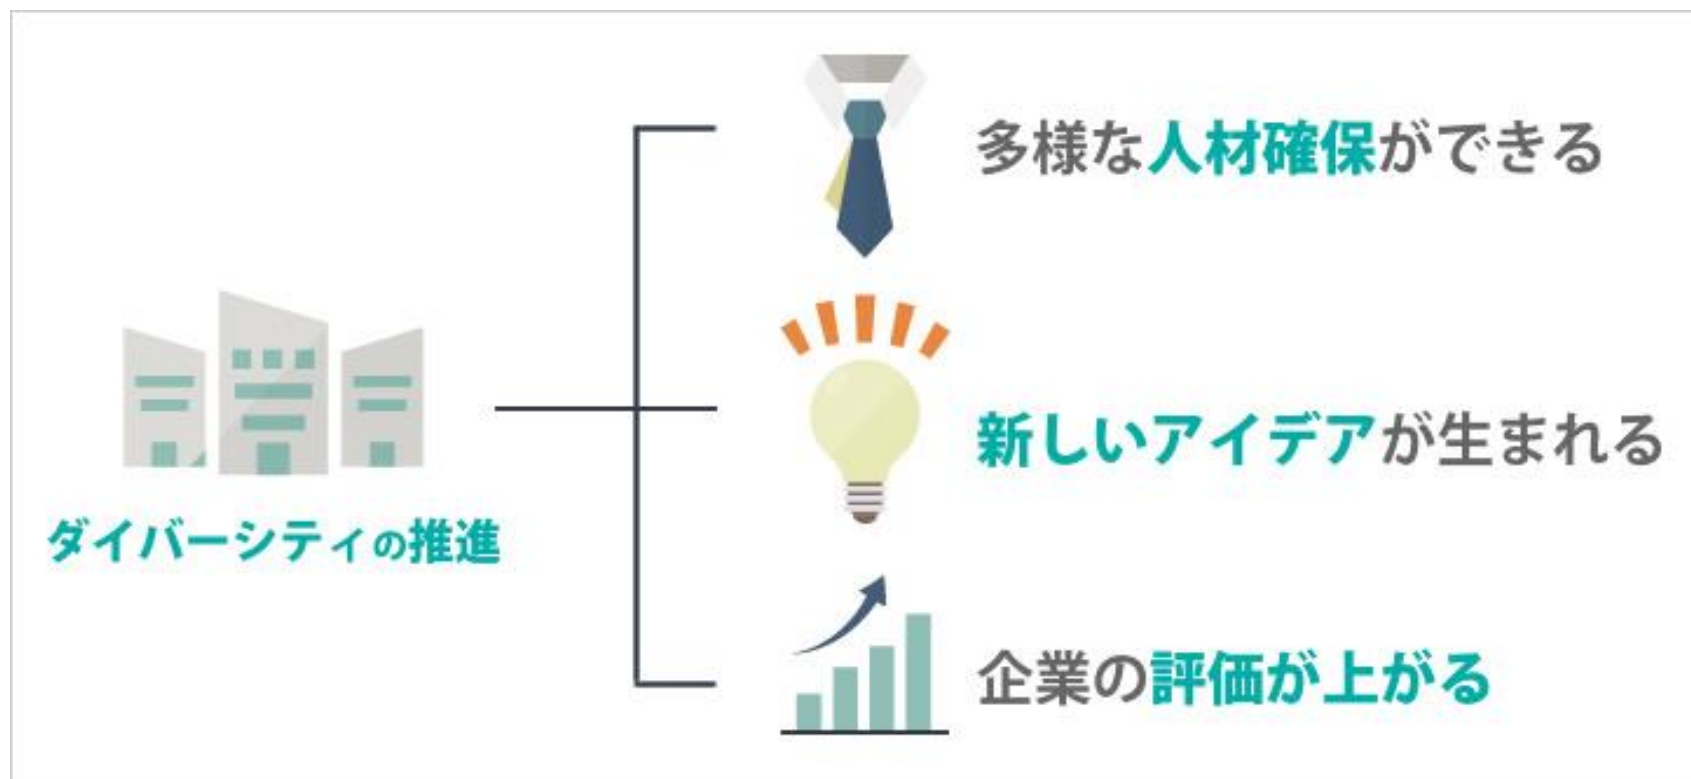 ダイバーシティの推進
多様な人材確保ができる
新しいアイデアが生まれる
企業の評価が上がる